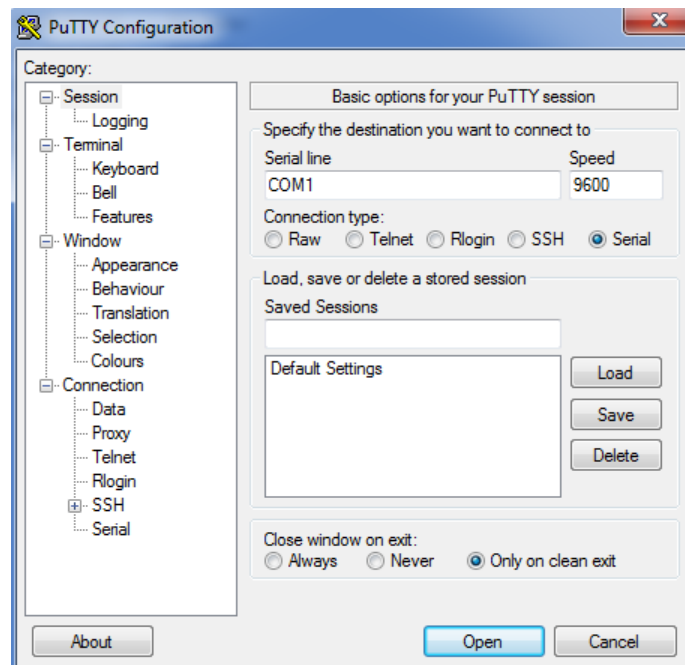 PuTTY Configuration
Category:
Session
Logging
Terminal
Keyboard
Bell
Features
Window
Appearance
Behaviour
Translation
Selection
Colours
Connection
Data
Proxy
Telnet
Rlogin
SSH
Serial
Basic options for your PuTTY session
Specify the destination you want to connect to
Serial line Speed
COM1 9600
Connection type:
Raw Telnet Rlogin SSH Serial
Load, save or delete a stored session
Saved Sessions
Default Settings
Load
Save
Delete
Close window on exit:
Always Never Only on clean exit
About Open Cancel